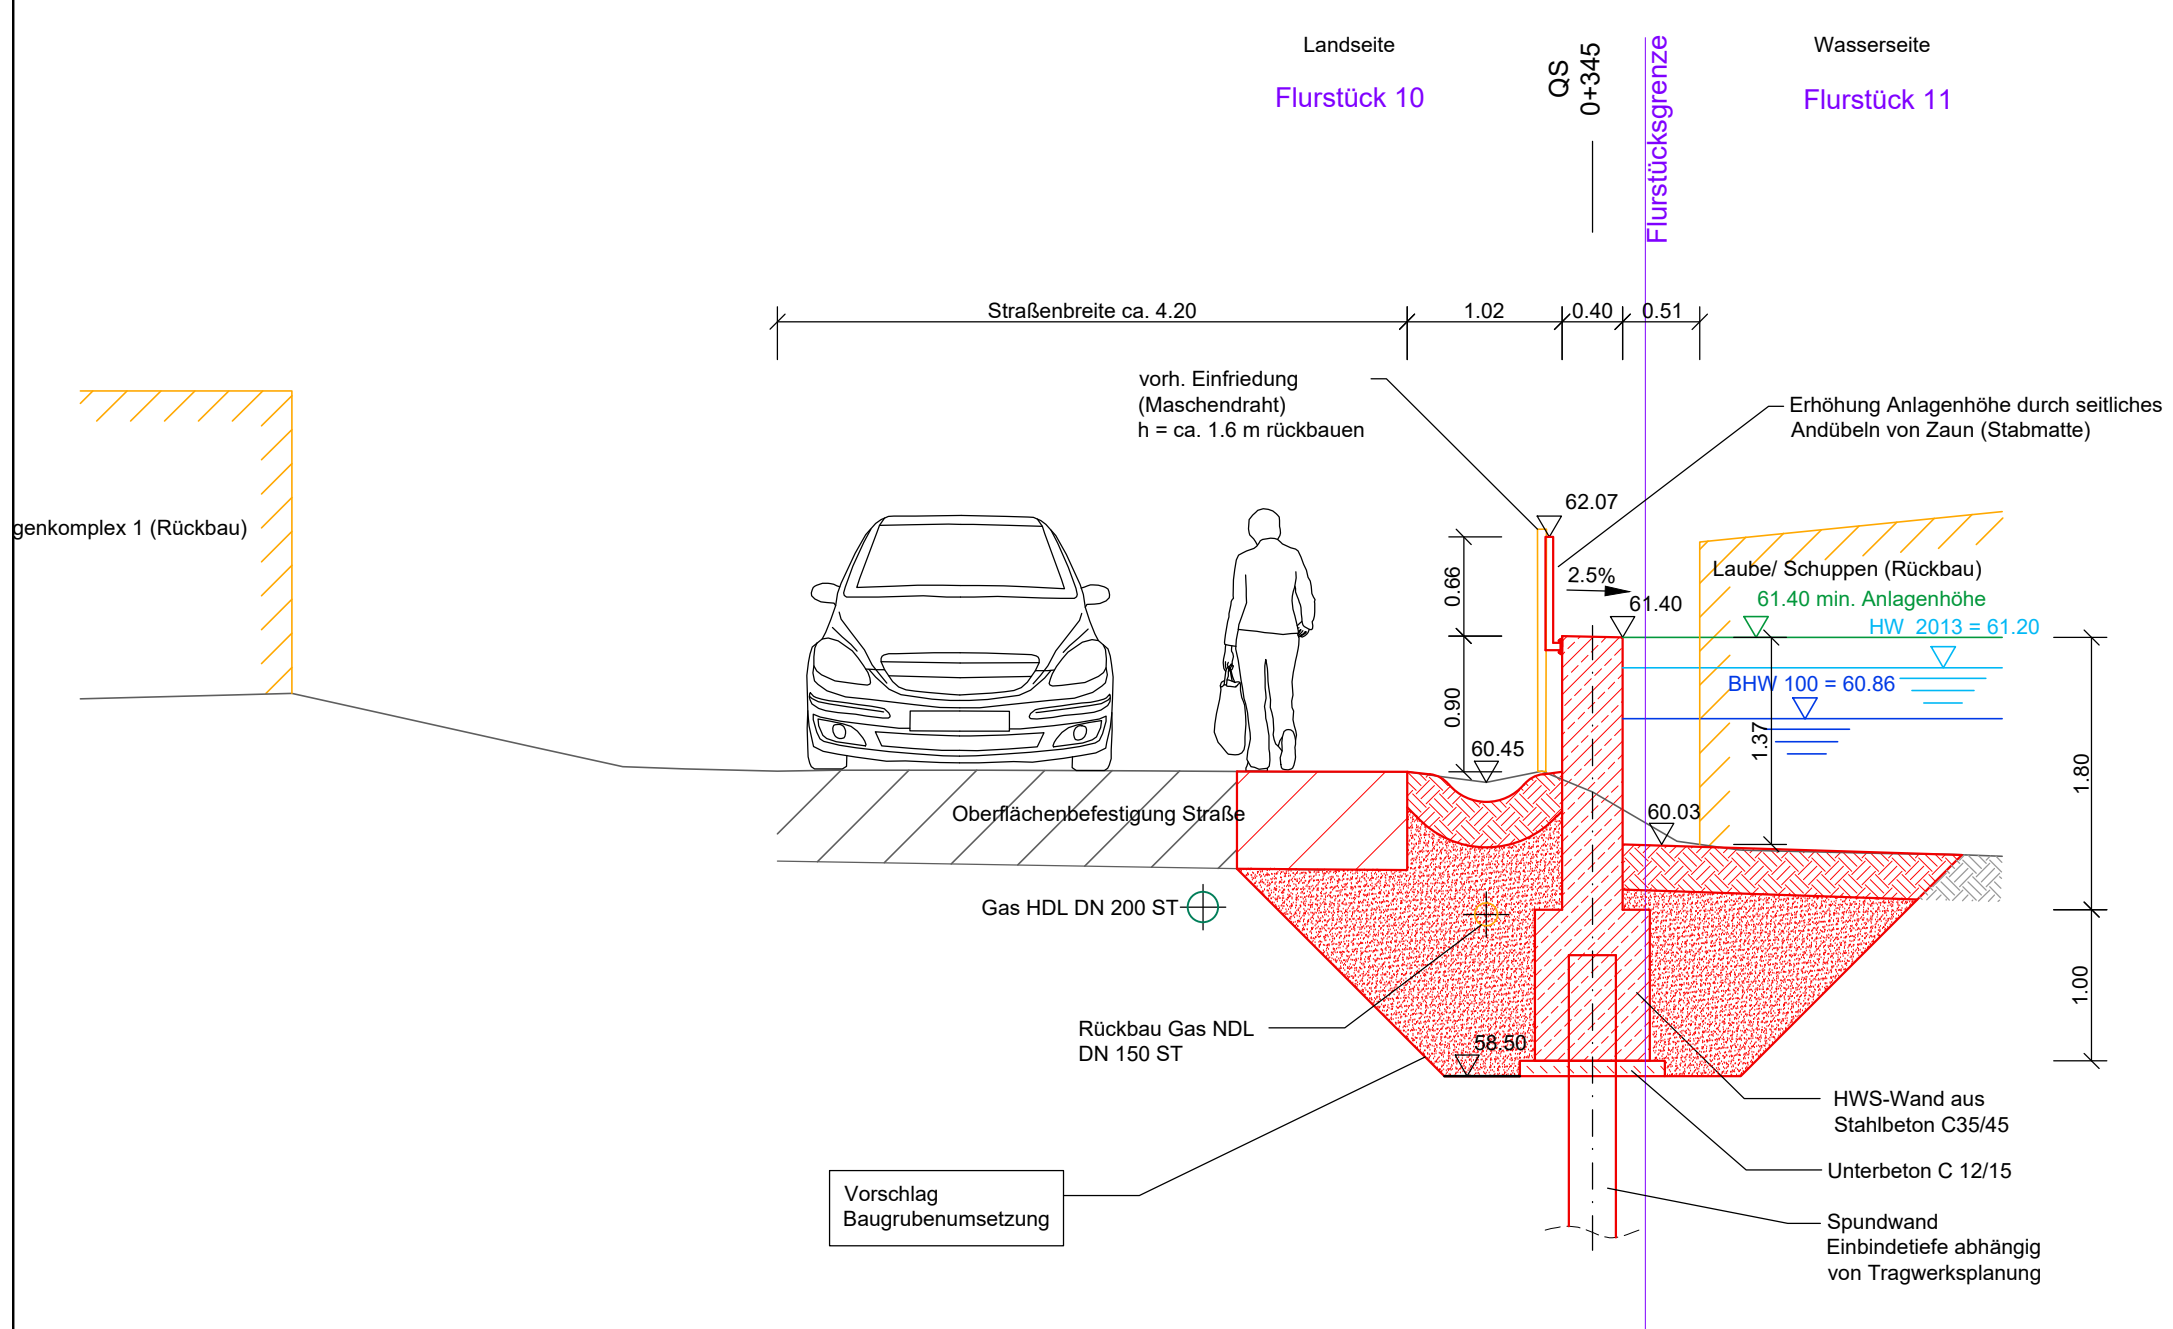 Landseite
Wasserseite
Flurstück 10
Flurstück 11
QS
0+345
Flurstücksgrenze
Straßenbreite ca. 4.20
1.02
0.40
0.51
vorh. Einfriedung
(Maschendraht)
h = ca. 1.6 m rückbauen
Erhöhung Anlagenhöhe durch seitliches
Andübeln von Zaun (Stabmatte)
62.07
genkomplex 1 (Rückbau)
0.66
2.5%
61.40
Laube/ Schuppen (Rückbau)
61.40 min. Anlagenhöhe
HW 2013 = 61.20
BHW 100 = 60.86
0.90
1.37
1.80
60.45
60.03
Oberflächenbefestigung Straße
Gas HDL DN 200 ST
1.00
Rückbau Gas NDL
DN 150 ST
58.50
HWS-Wand aus
Stahlbeton C35/45
Unterbeton C 12/15
Vorschlag
Baugrubenumsetzung
Spundwand
Einbindetiefe abhängig
von Tragwerksplanung